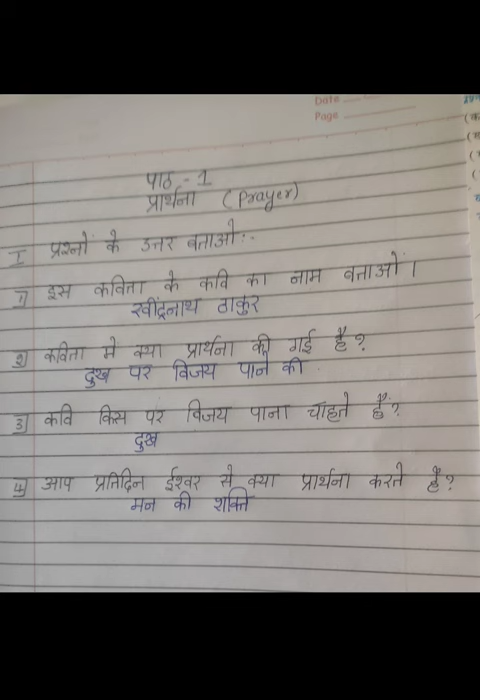 Date
Page
पाठ - 1
प्रार्थना (Prayer)
I प्रश्नों के उत्तर बताओ:-
1) इस कविता के कवि का नाम बताओं।
रवींद्रनाथ ठाकुर
2) कविता में क्या प्रार्थना की गई है?
दुख पर विजय पाने की
3) कवि किस पर विजय पाना चाहते हैं?
दुख
4) आप प्रतिदिन ईश्वर से क्या प्रार्थना करते हैं?
मन की शक्ति